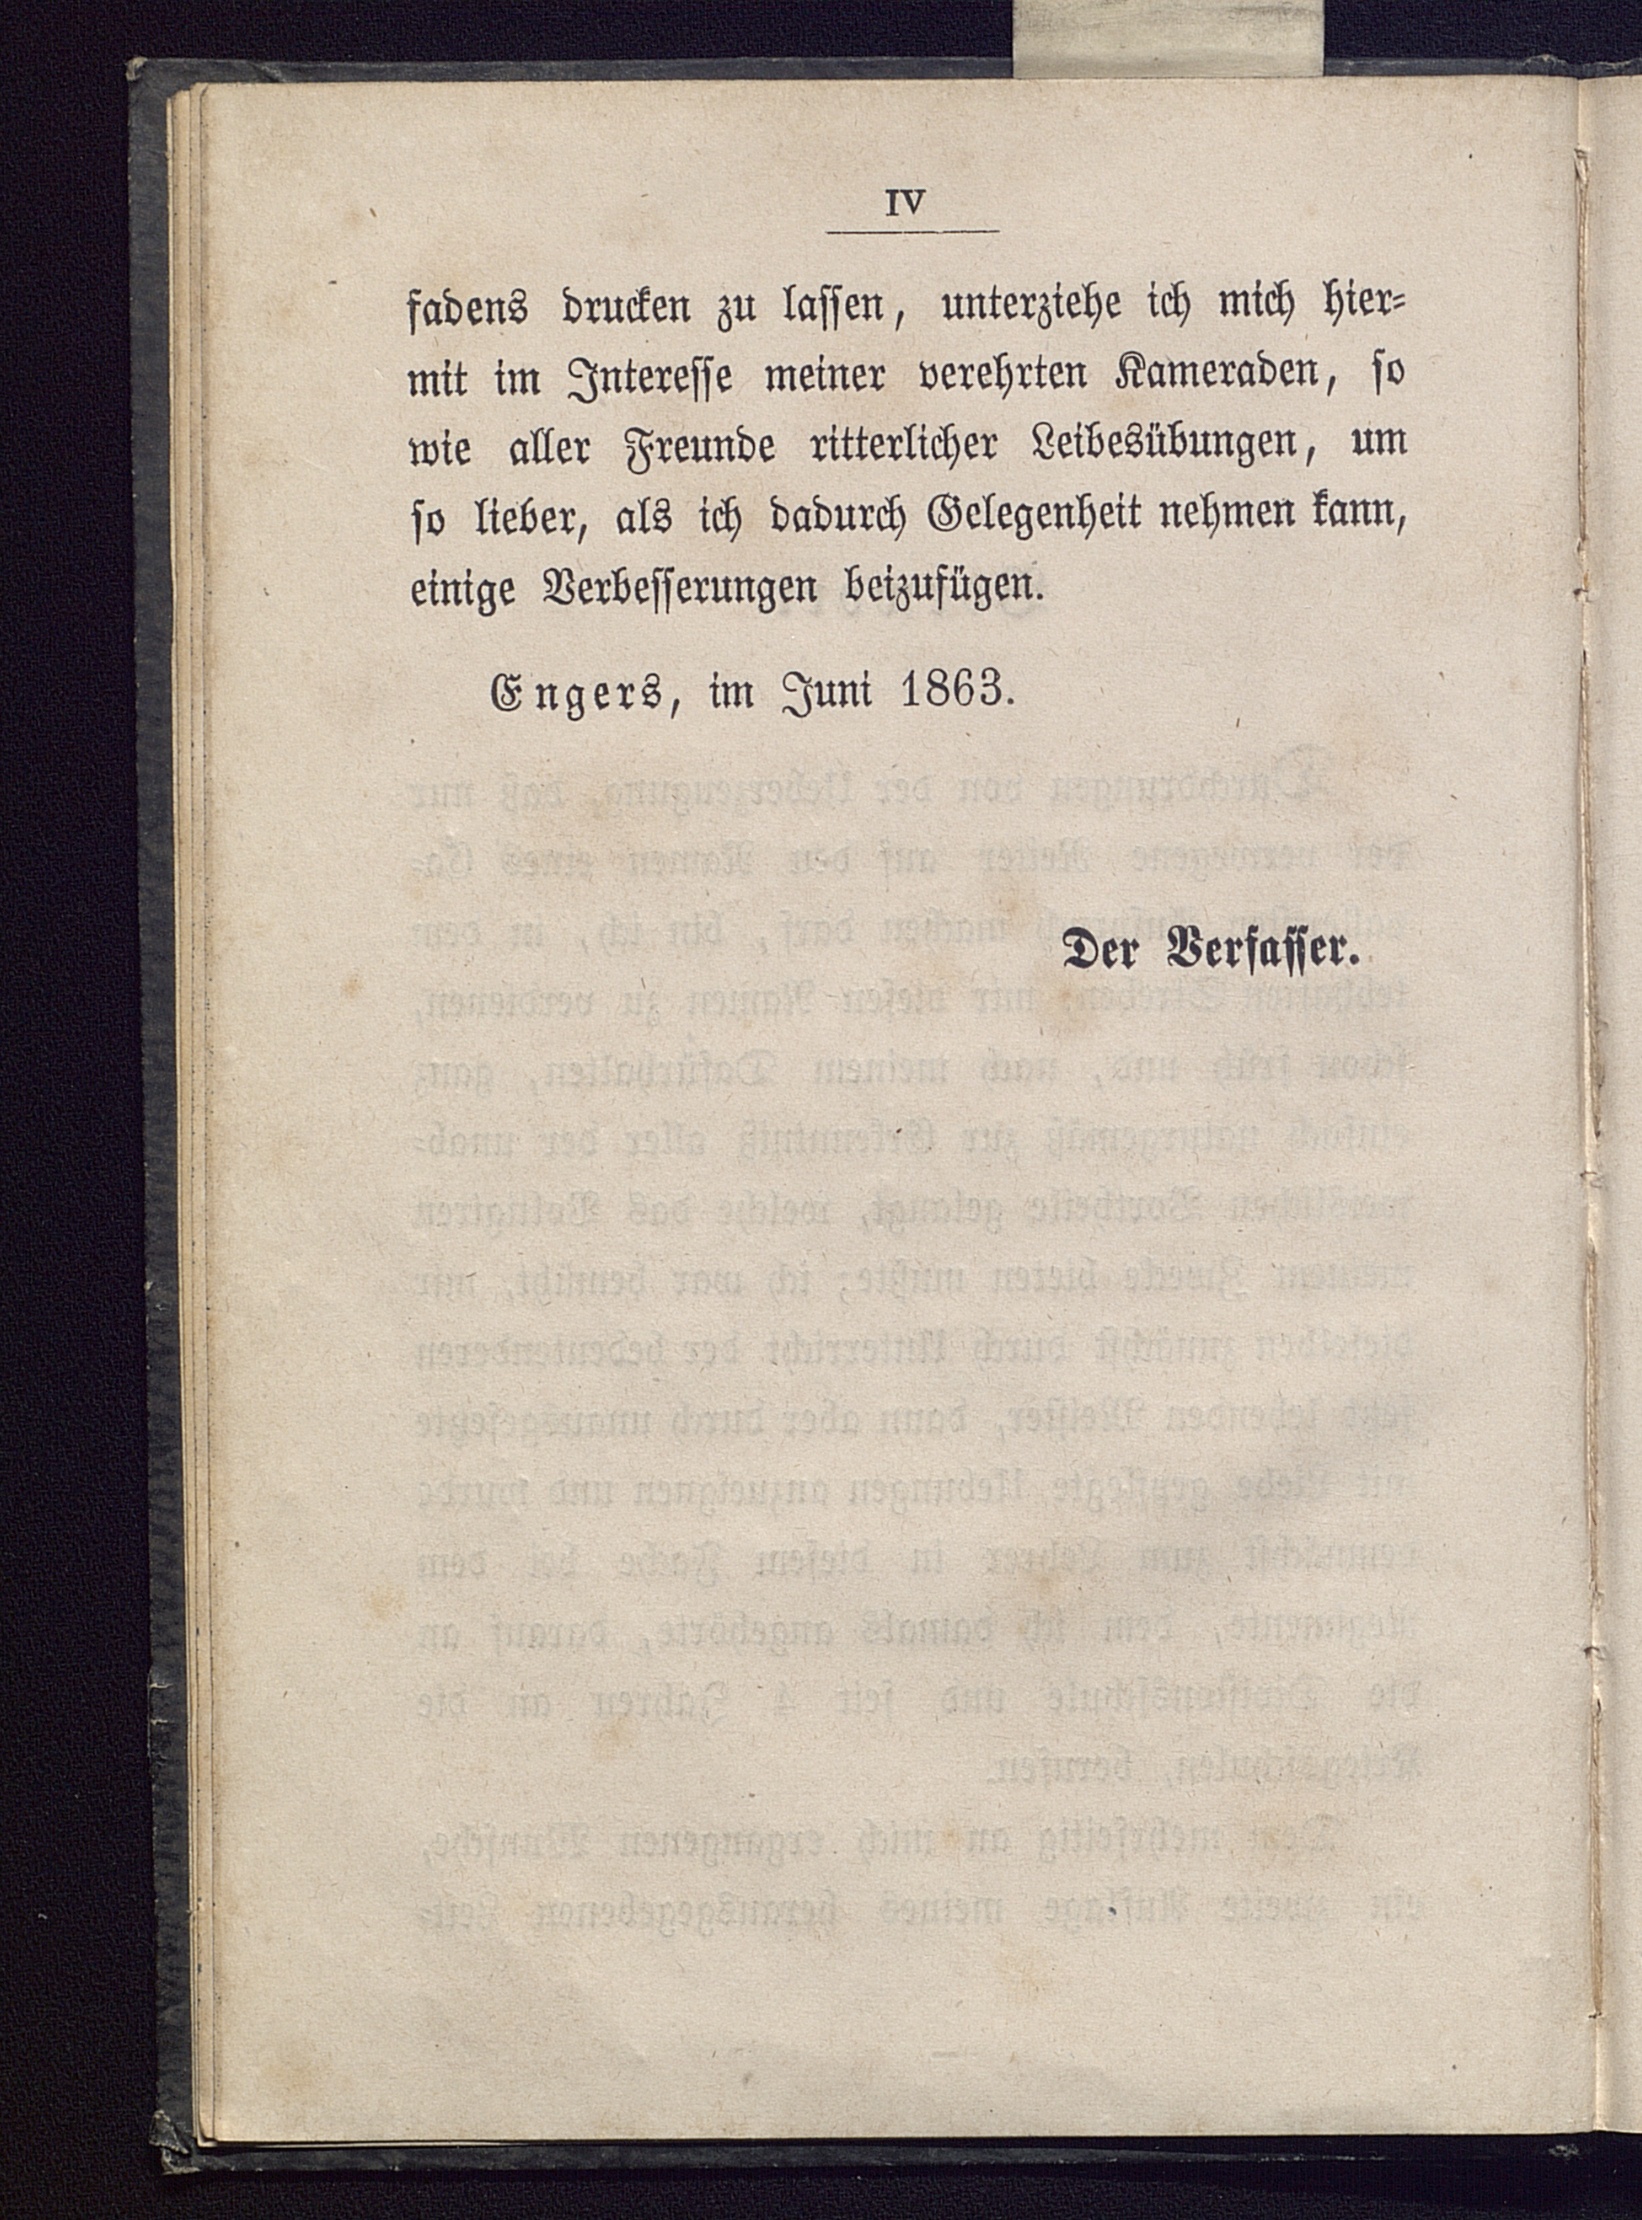 IV
fadens drucken zu lassen, unterziehe ich mich hier=
mit im Interesse meiner verehrten Kameraden, so
wie aller Freunde ritterlicher Leibesübungen, um
so lieber, als ich dadurch Gelegenheit nehmen kann,
einige Verbesserungen beizufügen.
Engers, im Juni 1863.
Der Verfasser.